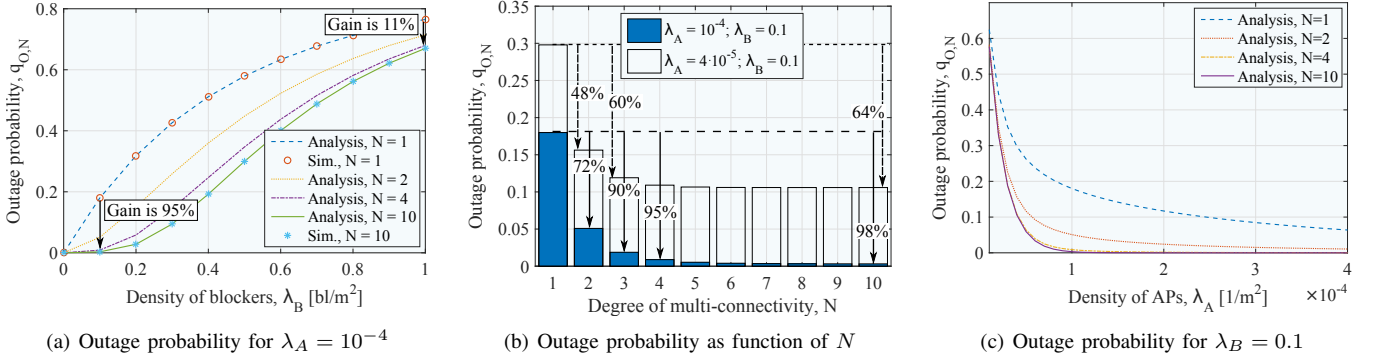 Outage probability, q_{O,N}
0.8
0.6
0.4
0.2
0
0
0.2
0.4
0.6
0.8
1
Density of blockers, λ_B [bl/m^2]
Gain is 11%
Gain is 95%
Analysis, N = 1
Sim., N = 1
Analysis, N = 2
Analysis, N = 4
Analysis, N = 10
Sim., N = 10
(a) Outage probability for λ_A = 10^{-4}
Outage probability, q_{O,N}
0.35
0.3
0.25
0.2
0.15
0.1
0.05
0
1 2 3 4 5 6 7 8 9 10
Degree of multi-connectivity, N
λ_A = 10^{-4}; λ_B = 0.1
λ_A = 4·10^{-5}; λ_B = 0.1
48%
60%
64%
72%
90%
95%
98%
(b) Outage probability as function of N
Outage probability, q_{O,N}
0.7
0.6
0.5
0.4
0.3
0.2
0.1
0
1
2
3
4
Density of APs, λ_A [1/m^2]
×10^{-4}
Analysis, N=1
Analysis, N=2
Analysis, N=4
Analysis, N=10
(c) Outage probability for λ_B = 0.1